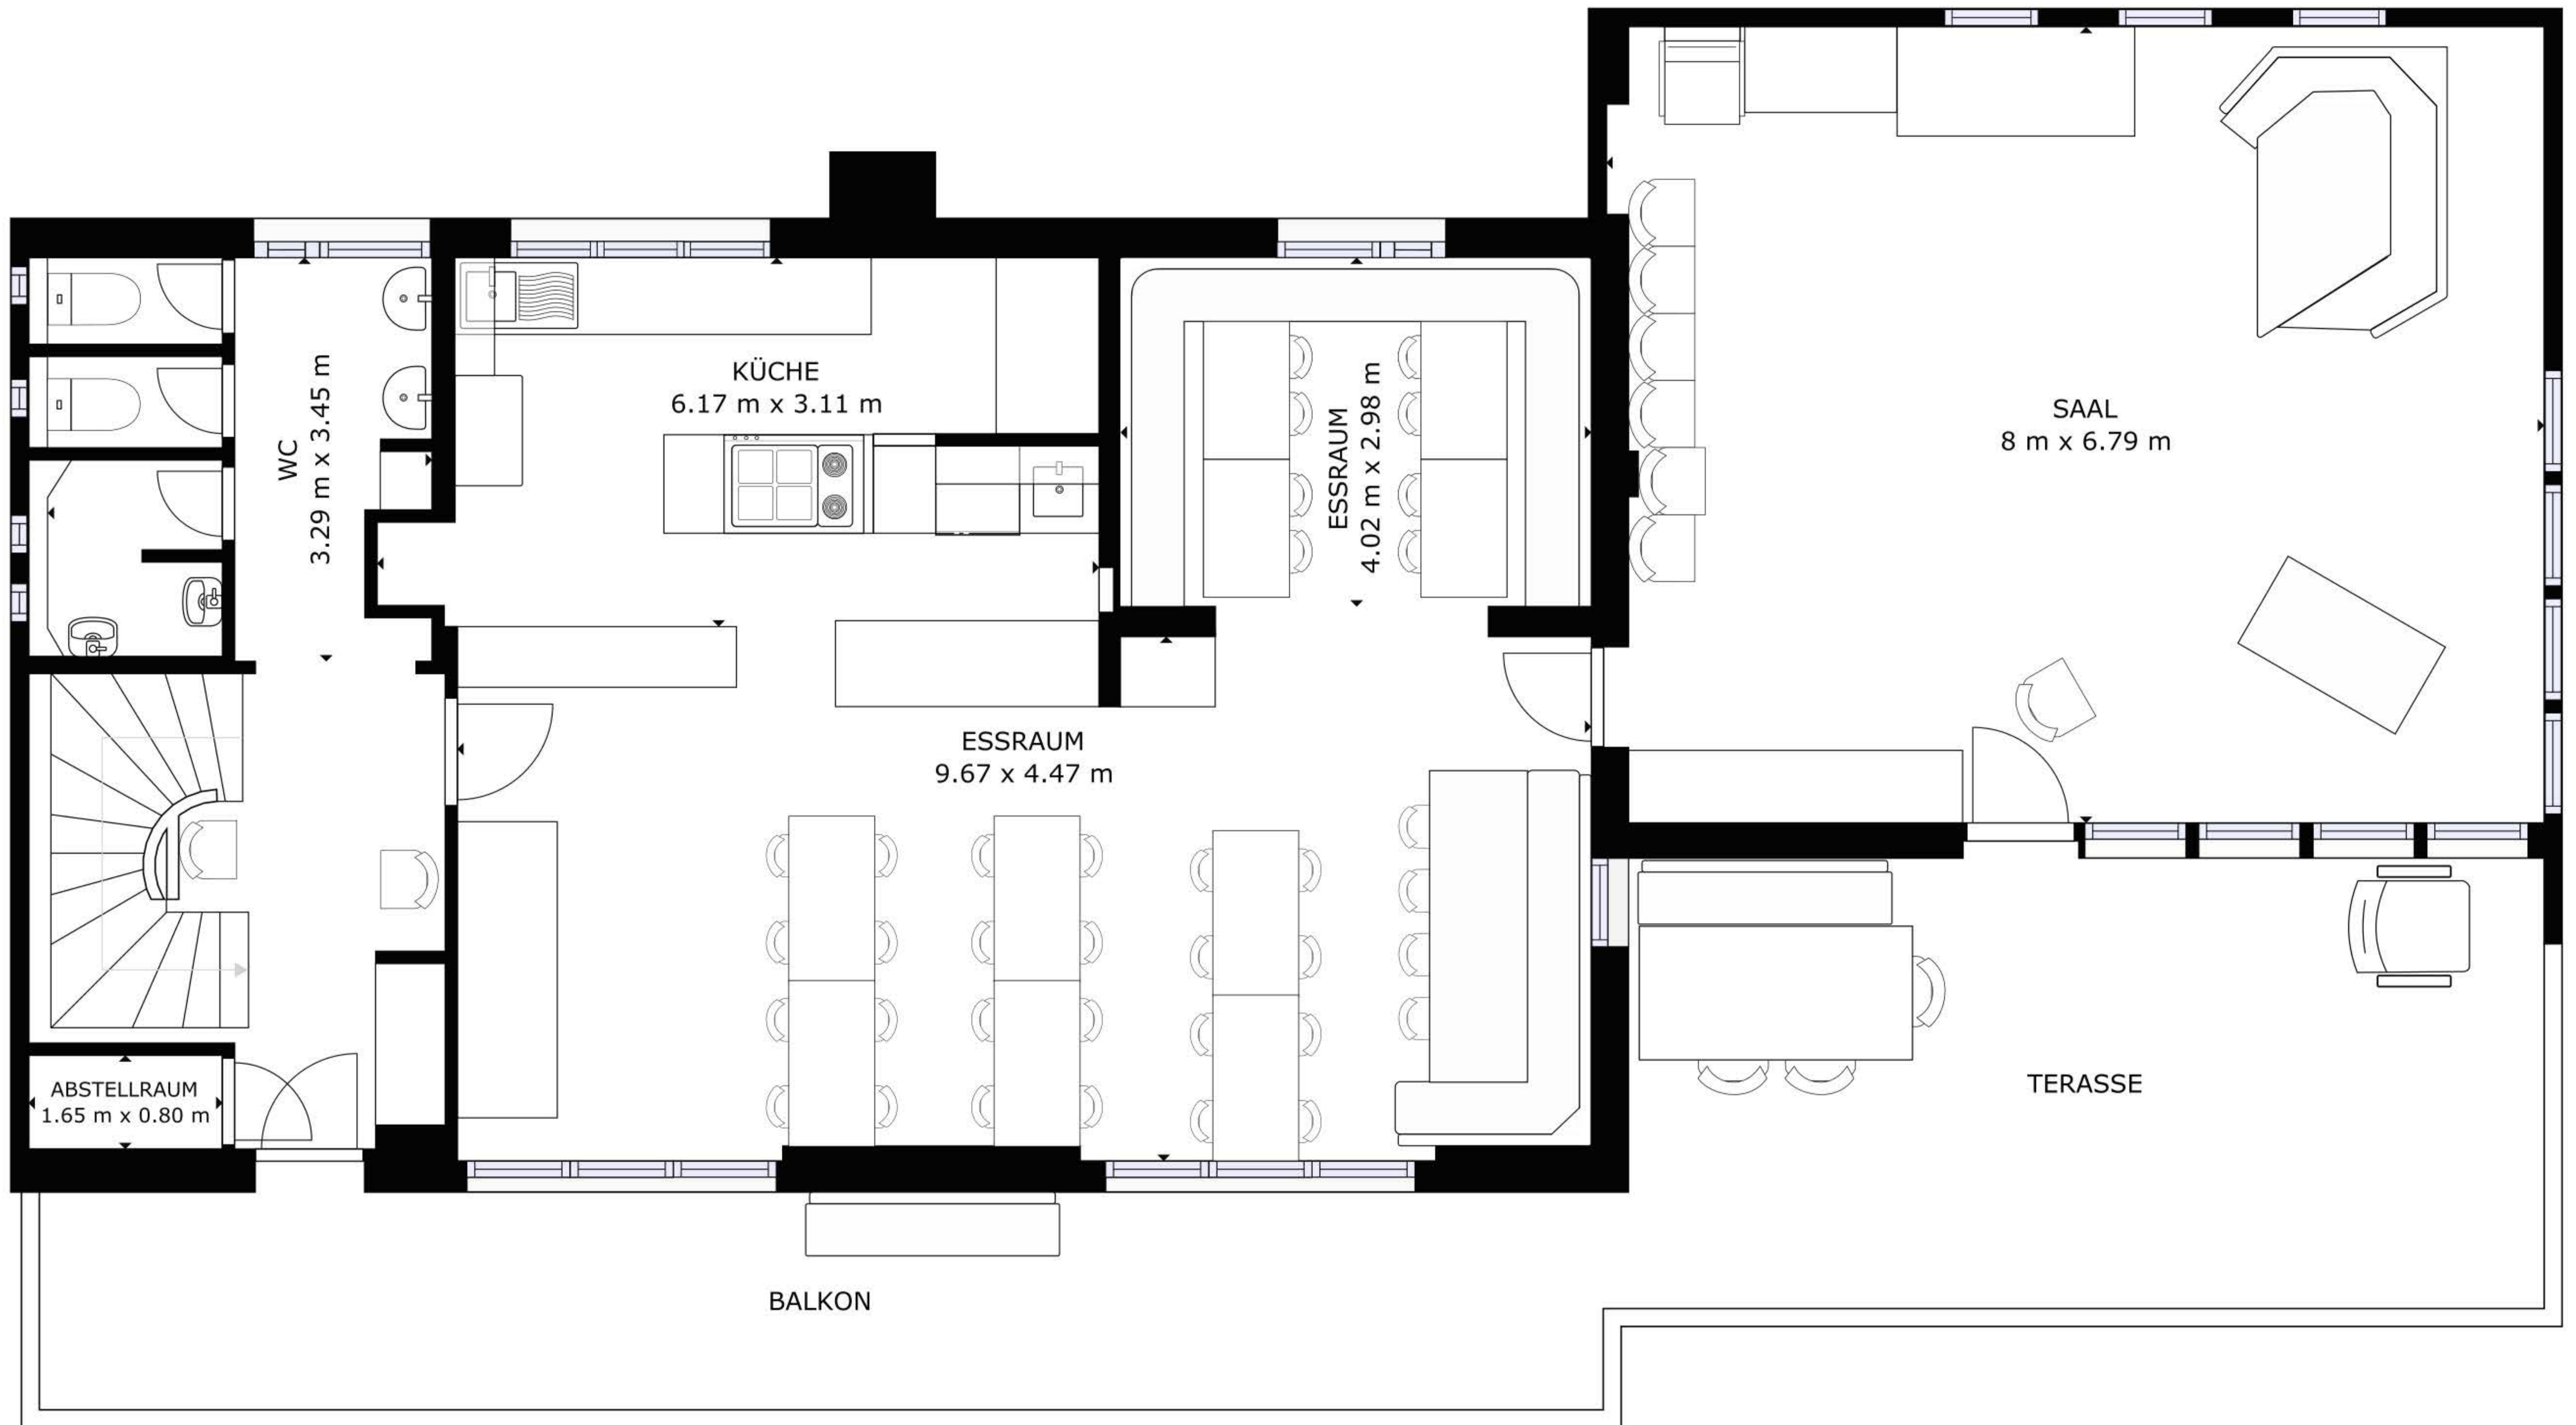 WC
3.29 m x 3.45 m
KÜCHE
6.17 m x 3.11 m
ESSRAUM
4.02 m x 2.98 m
SAAL
8 m x 6.79 m
ESSRAUM
9.67 x 4.47 m
ABSTELLRAUM
1.65 m x 0.80 m
TERASSE
BALKON